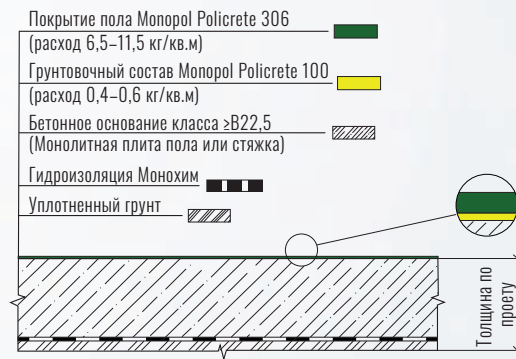 Покрытие пола Monopol Policrete 306
(расход 6,5–11,5 кг/кв.м)
Грунтовочный состав Monopol Policrete 100
(расход 0,4–0,6 кг/кв.м)
Бетонное основание класса ≥B22,5
(Монолитная плита пола или стяжка)
Гидроизоляция Монохим
Уплотненный грунт
Толщина по
проету